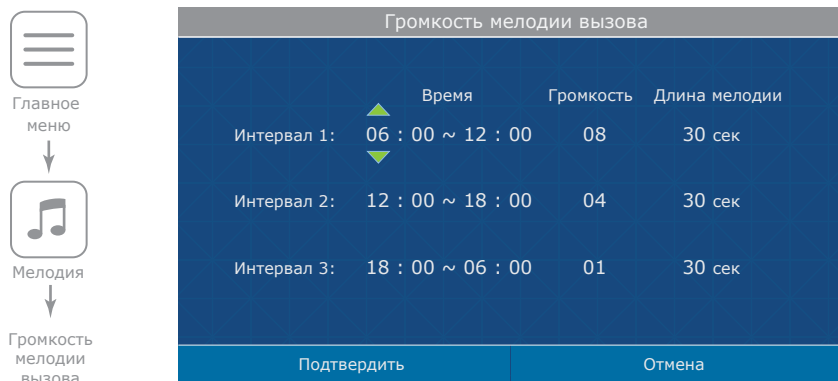 Главное
меню
Мелодия
Громкость
мелодии
вызова
Громкость мелодии вызова
Время Громкость Длина мелодии
Интервал 1: 06 : 00 ~ 12 : 00 08 30 сек
Интервал 2: 12 : 00 ~ 18 : 00 04 30 сек
Интервал 3: 18 : 00 ~ 06 : 00 01 30 сек
Подтвердить Отмена